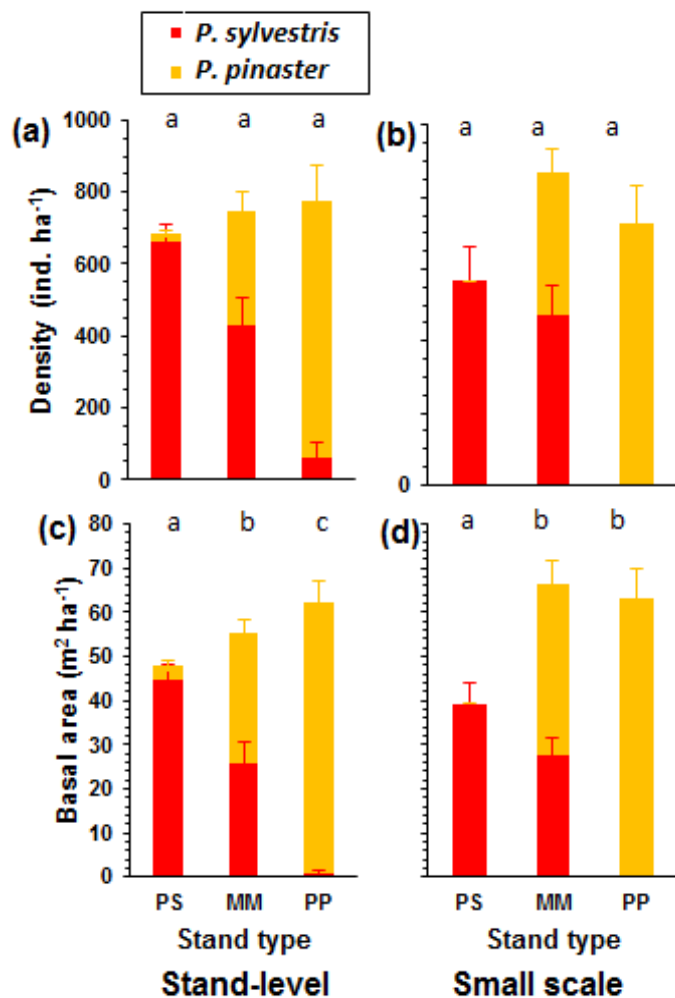 P. sylvestris
P. pinaster
(a) a a a
(b) a a a
1000
800
600
400
200
0
0
Density (ind. ha-1)
(c) a b c
(d) a b b
80
70
60
50
40
30
20
10
0
Basal area (m2 ha-1)
PS MM PP
PS MM PP
Stand type
Stand type
Stand-level
Small scale